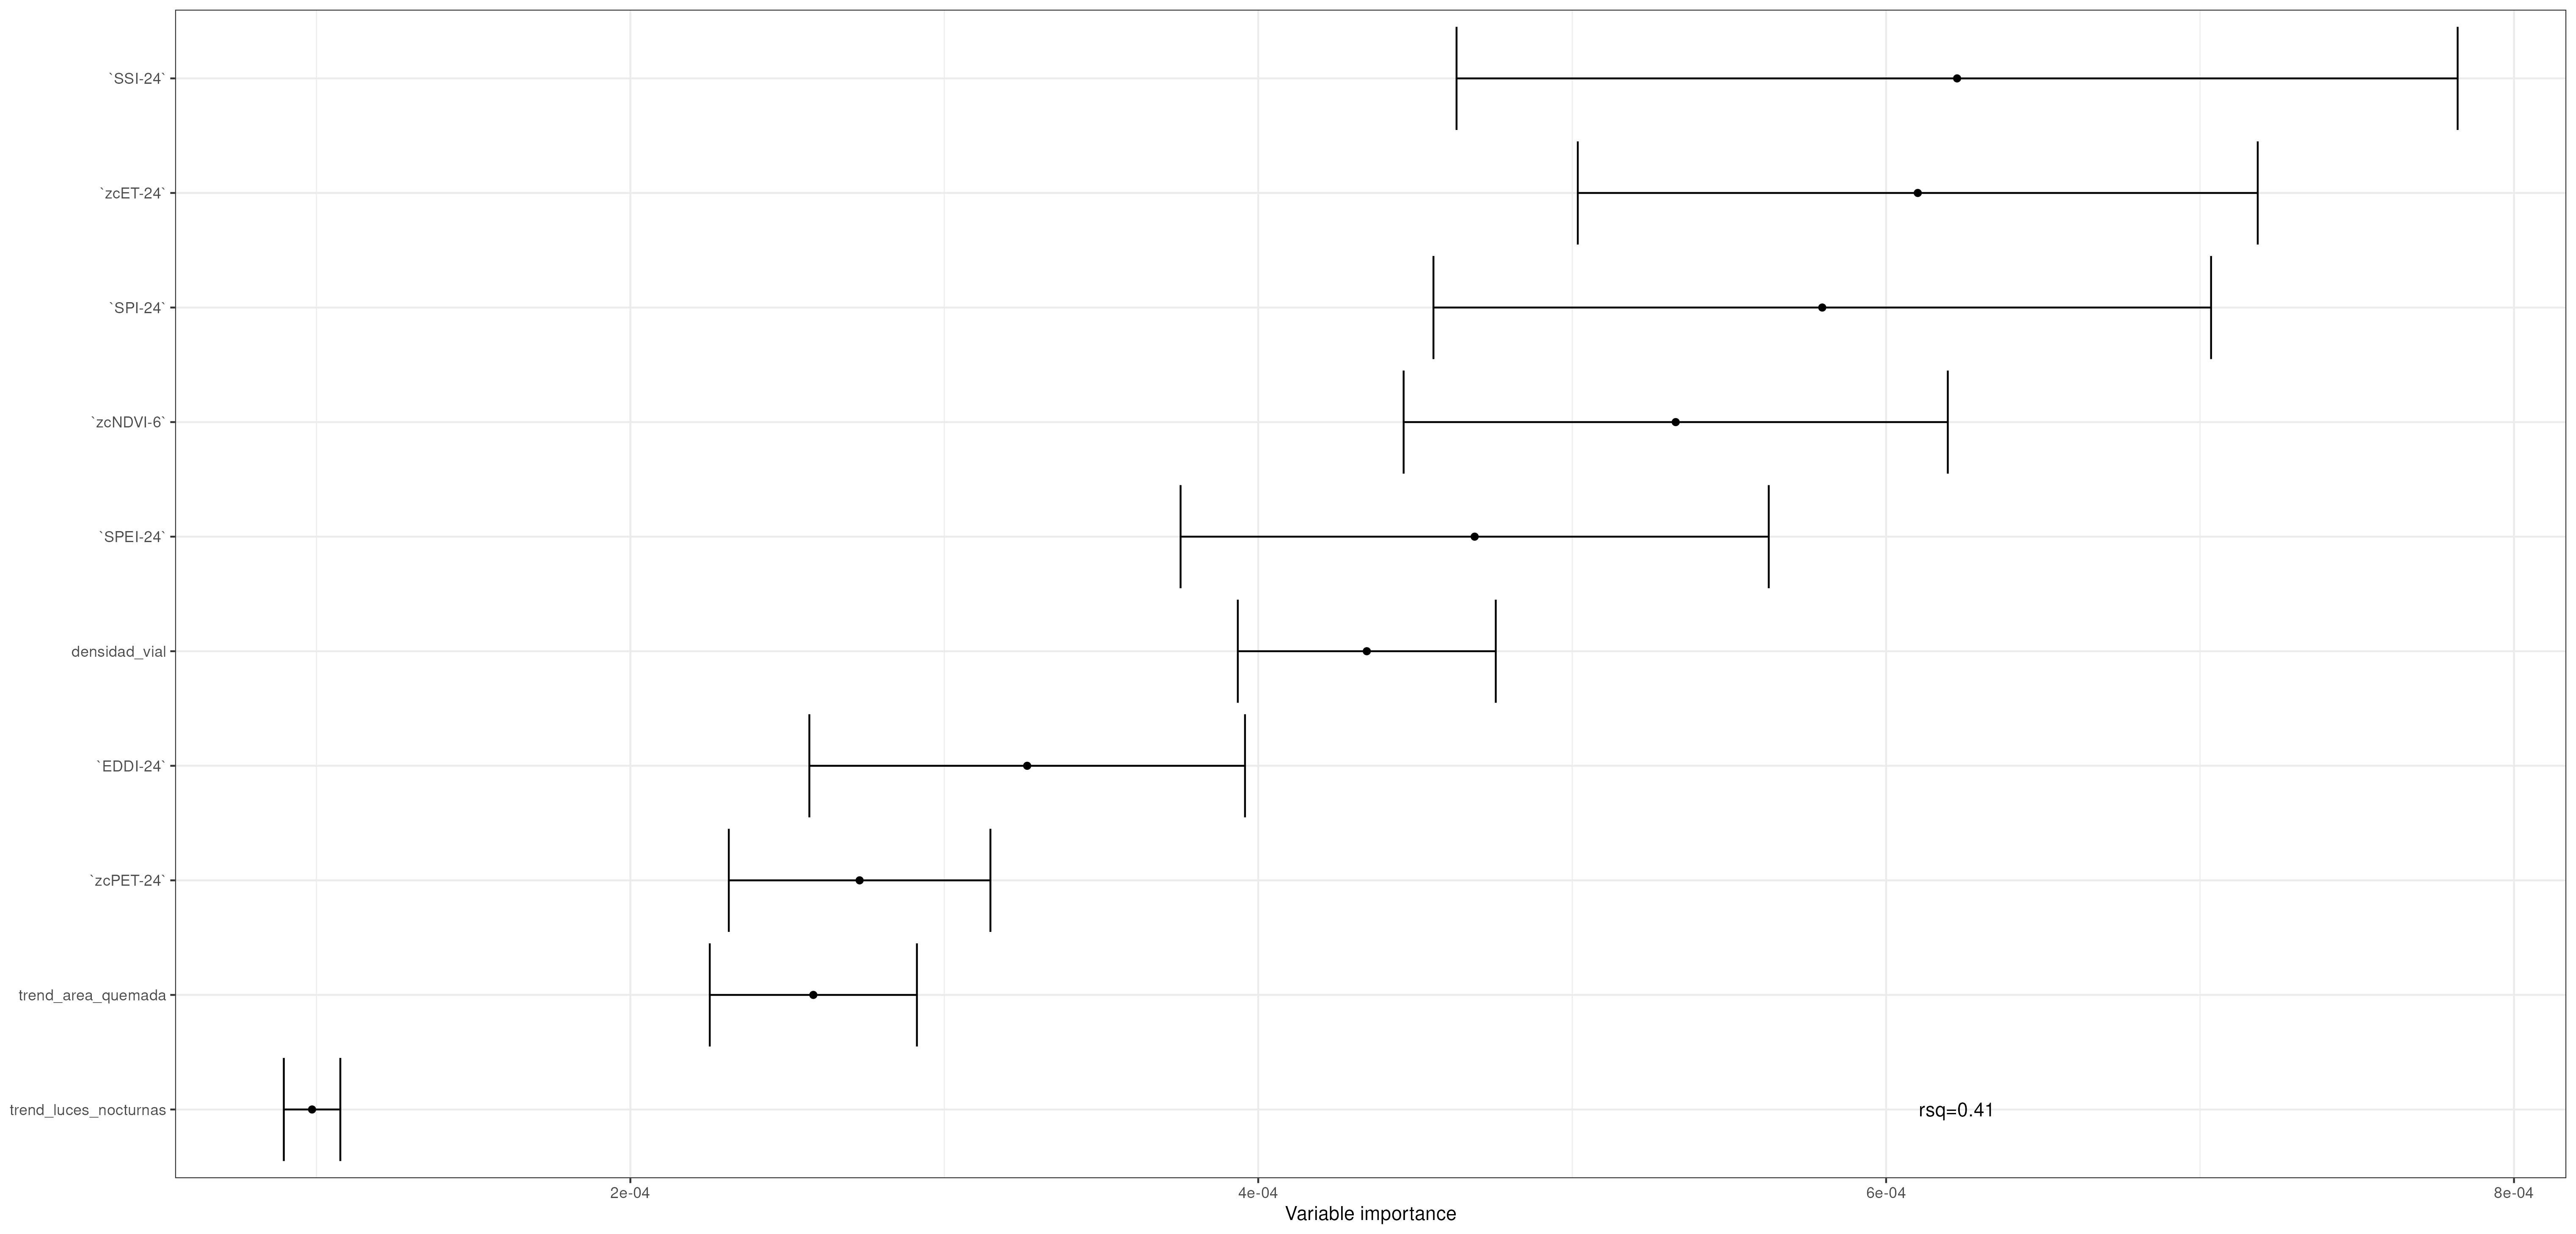 `SSI-24`
`zcET-24`
`SPI-24`
`zcNDVI-6`
`SPEI-24`
densidad_vial
`EDDI-24`
`zcPET-24`
trend_area_quemada
trend_luces_nocturnas
rsq=0.41
2e-04 4e-04 6e-04 8e-04
Variable importance